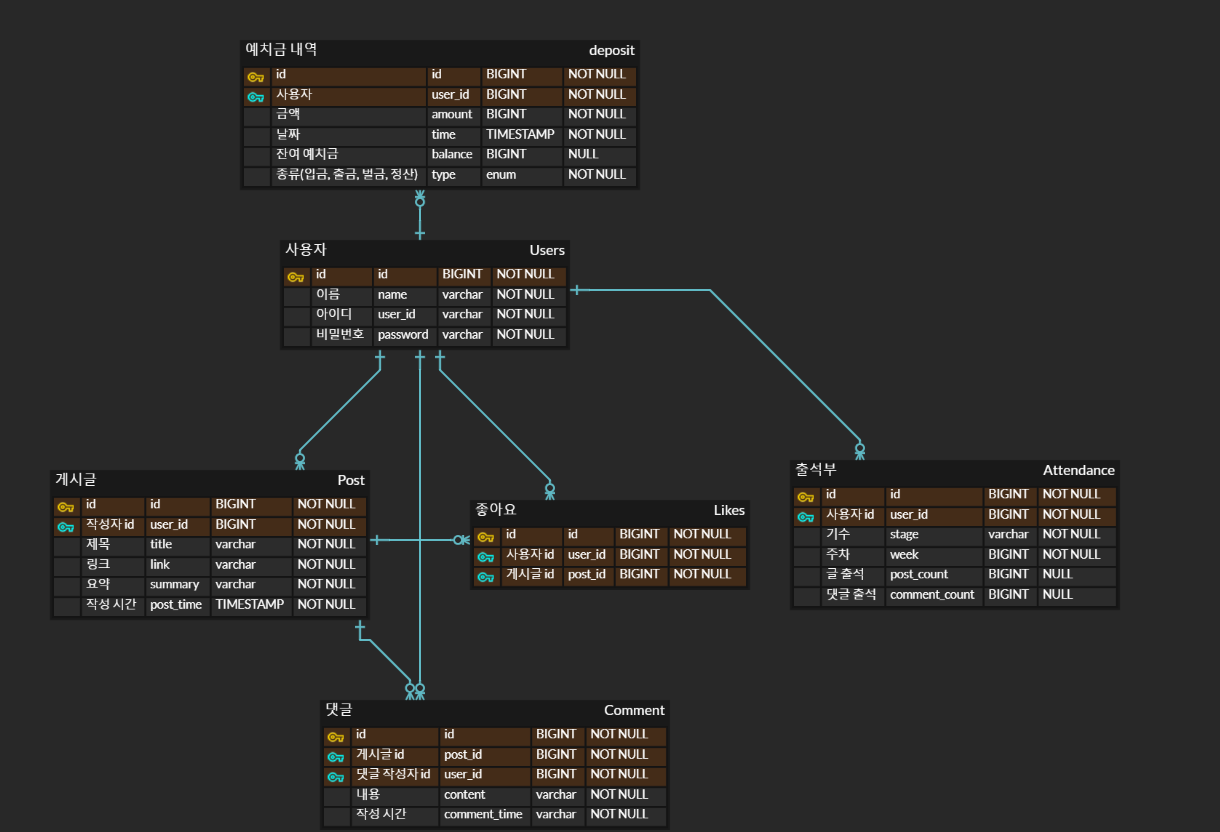 예치금 내역 deposit
id id BIGINT NOT NULL
사용자 user_id BIGINT NOT NULL
금액 amount BIGINT NOT NULL
날짜 time TIMESTAMP NOT NULL
잔여 예치금 balance BIGINT NULL
종류(입금, 출금, 벌금, 정산) type enum NOT NULL
사용자 Users
id id BIGINT NOT NULL
이름 name varchar NOT NULL
아이디 user_id varchar NOT NULL
비밀번호 password varchar NOT NULL
게시글 Post
id id BIGINT NOT NULL
작성자 id user_id BIGINT NOT NULL
제목 title varchar NOT NULL
링크 link varchar NOT NULL
요약 summary varchar NOT NULL
작성 시간 post_time TIMESTAMP NOT NULL
좋아요 Likes
id id BIGINT NOT NULL
사용자 id user_id BIGINT NOT NULL
게시글 id post_id BIGINT NOT NULL
출석부 Attendance
id id BIGINT NOT NULL
사용자 id user_id BIGINT NOT NULL
기수 stage varchar NOT NULL
주차 week BIGINT NOT NULL
글 출석 post_count BIGINT NULL
댓글 출석 comment_count BIGINT NULL
댓글 Comment
id id BIGINT NOT NULL
게시글 id post_id BIGINT NOT NULL
댓글 작성자 id user_id BIGINT NOT NULL
내용 content varchar NOT NULL
작성 시간 comment_time varchar NOT NULL